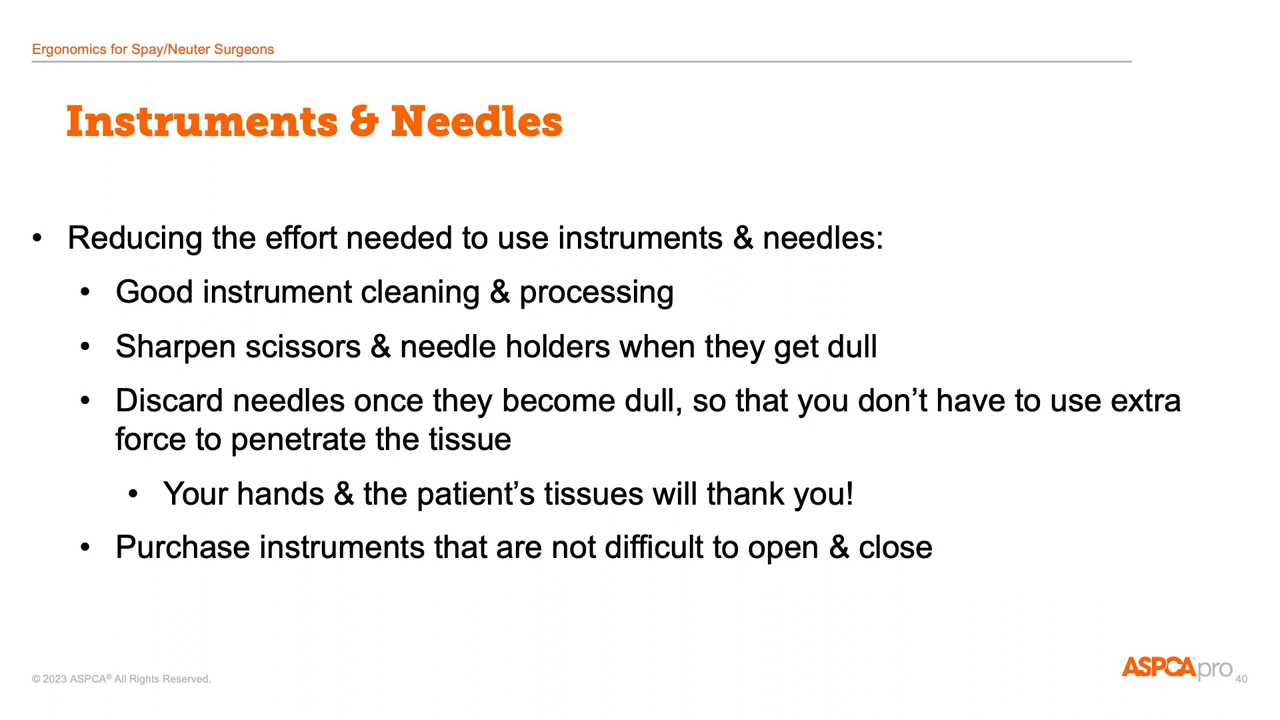 Ergonomics for Spay/Neuter Surgeons
Instruments & Needles
• Reducing the effort needed to use instruments & needles:
• Good instrument cleaning & processing
• Sharpen scissors & needle holders when they get dull
• Discard needles once they become dull, so that you don’t have to use extra
force to penetrate the tissue
• Your hands & the patient’s tissues will thank you!
• Purchase instruments that are not difficult to open & close
© 2023 ASPCA® All Rights Reserved.
ASPCApro
40